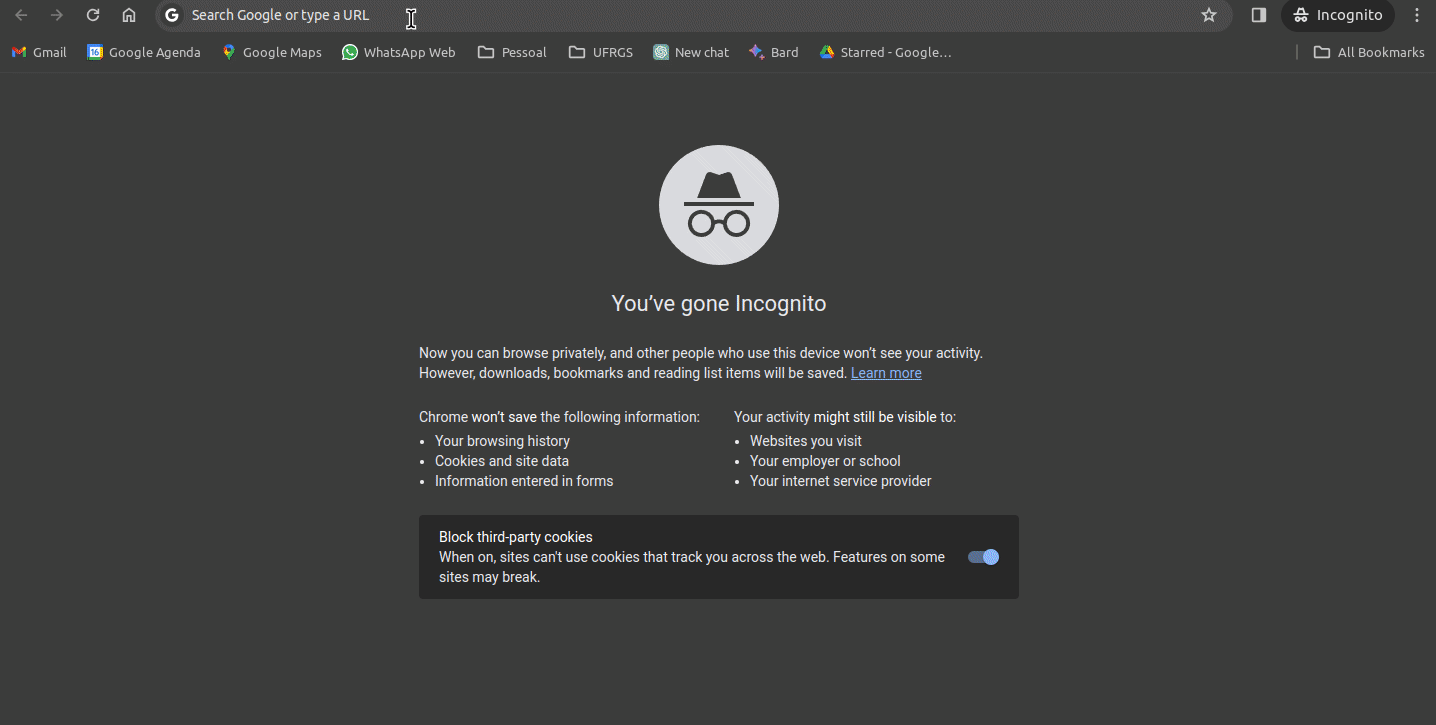 Search Google or type a URL
Incognito
Gmail
16
Google Agenda
Google Maps
WhatsApp Web
Pessoal
UFRGS
New chat
Bard
Starred - Google…
All Bookmarks
You’ve gone Incognito
Now you can browse privately, and other people who use this device won’t see your activity.
However, downloads, bookmarks and reading list items will be saved. Learn more
Chrome won’t save the following information:
• Your browsing history
• Cookies and site data
• Information entered in forms
Your activity might still be visible to:
• Websites you visit
• Your employer or school
• Your internet service provider
Block third-party cookies
When on, sites can't use cookies that track you across the web. Features on some
sites may break.